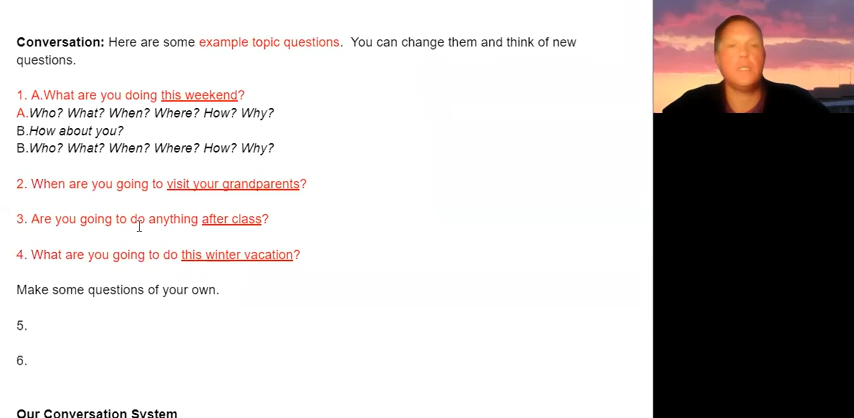 Conversation: Here are some example topic questions. You can change them and think of new
questions.
1. A.What are you doing this weekend?
A.Who? What? When? Where? How? Why?
B.How about you?
B.Who? What? When? Where? How? Why?
2. When are you going to visit your grandparents?
3. Are you going to do anything after class?
4. What are you going to do this winter vacation?
Make some questions of your own.
5.
6.
Our Conversation System